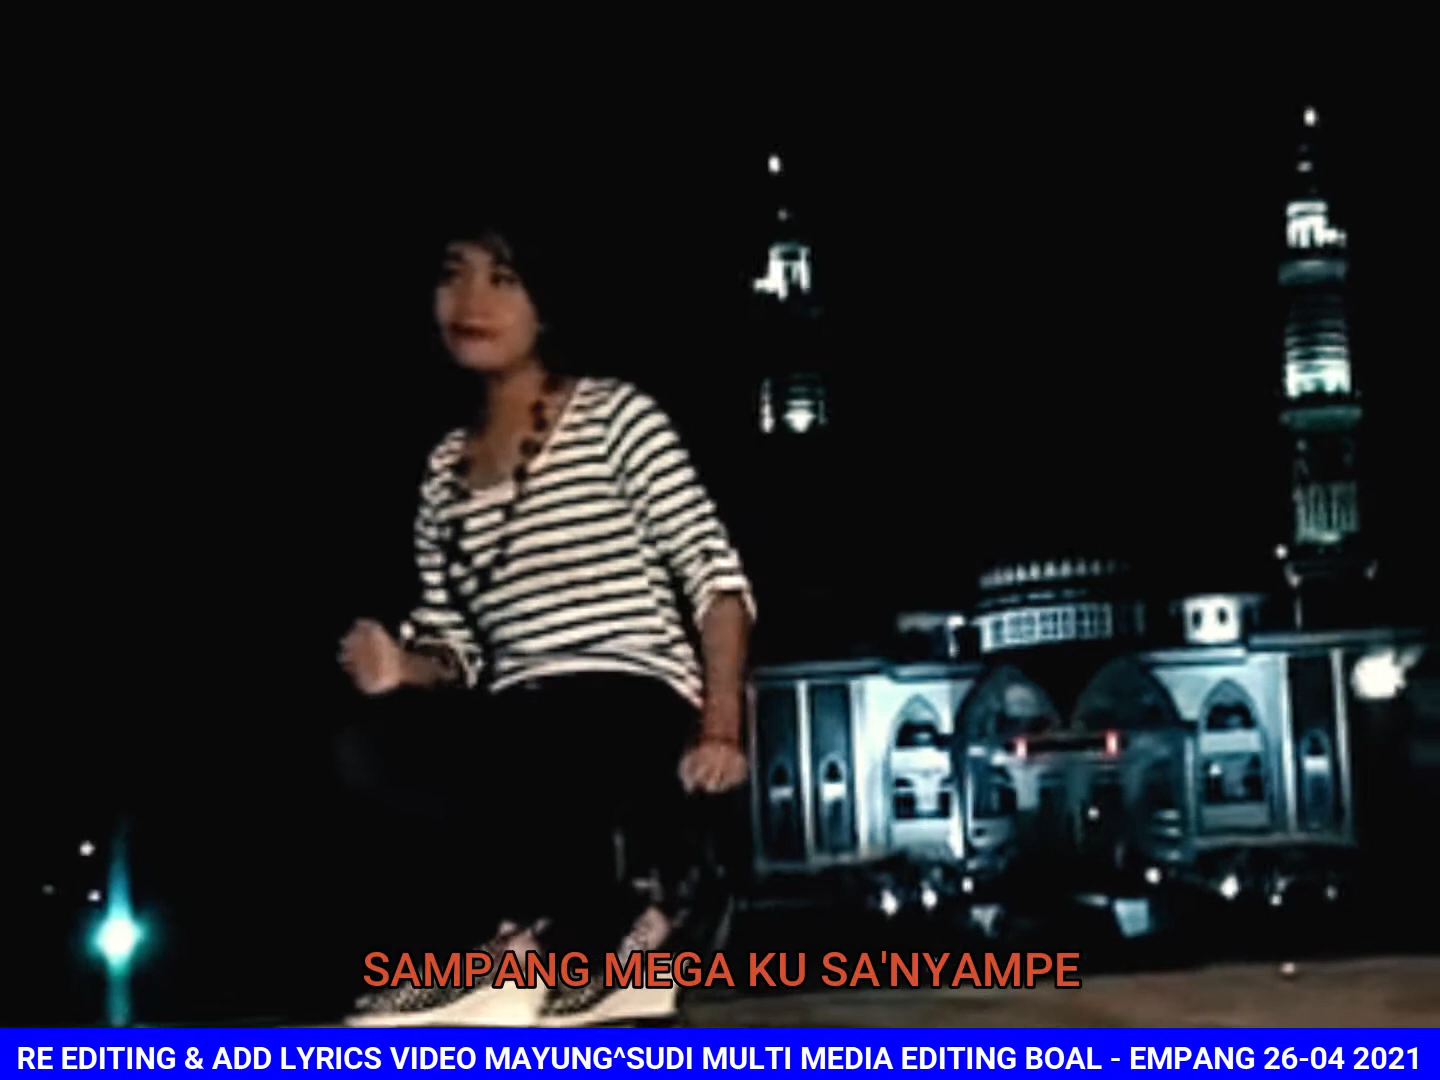 SAMPANG MEGA KU SA'NYAMPE
RE EDITING & ADD LYRICS VIDEO MAYUNG^SUDI MULTI MEDIA EDITING BOAL - EMPANG 26-04 2021